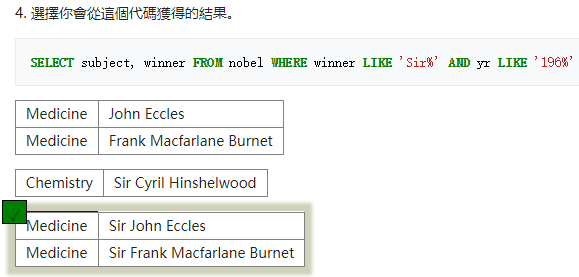 4. 選擇你會從這個代碼獲得的結果。
SELECT subject, winner FROM nobel WHERE winner LIKE 'Sir%' AND yr LIKE '196%'
Medicine John Eccles
Medicine Frank Macfarlane Burnet
Chemistry Sir Cyril Hinshelwood
Medicine Sir John Eccles
Medicine Sir Frank Macfarlane Burnet